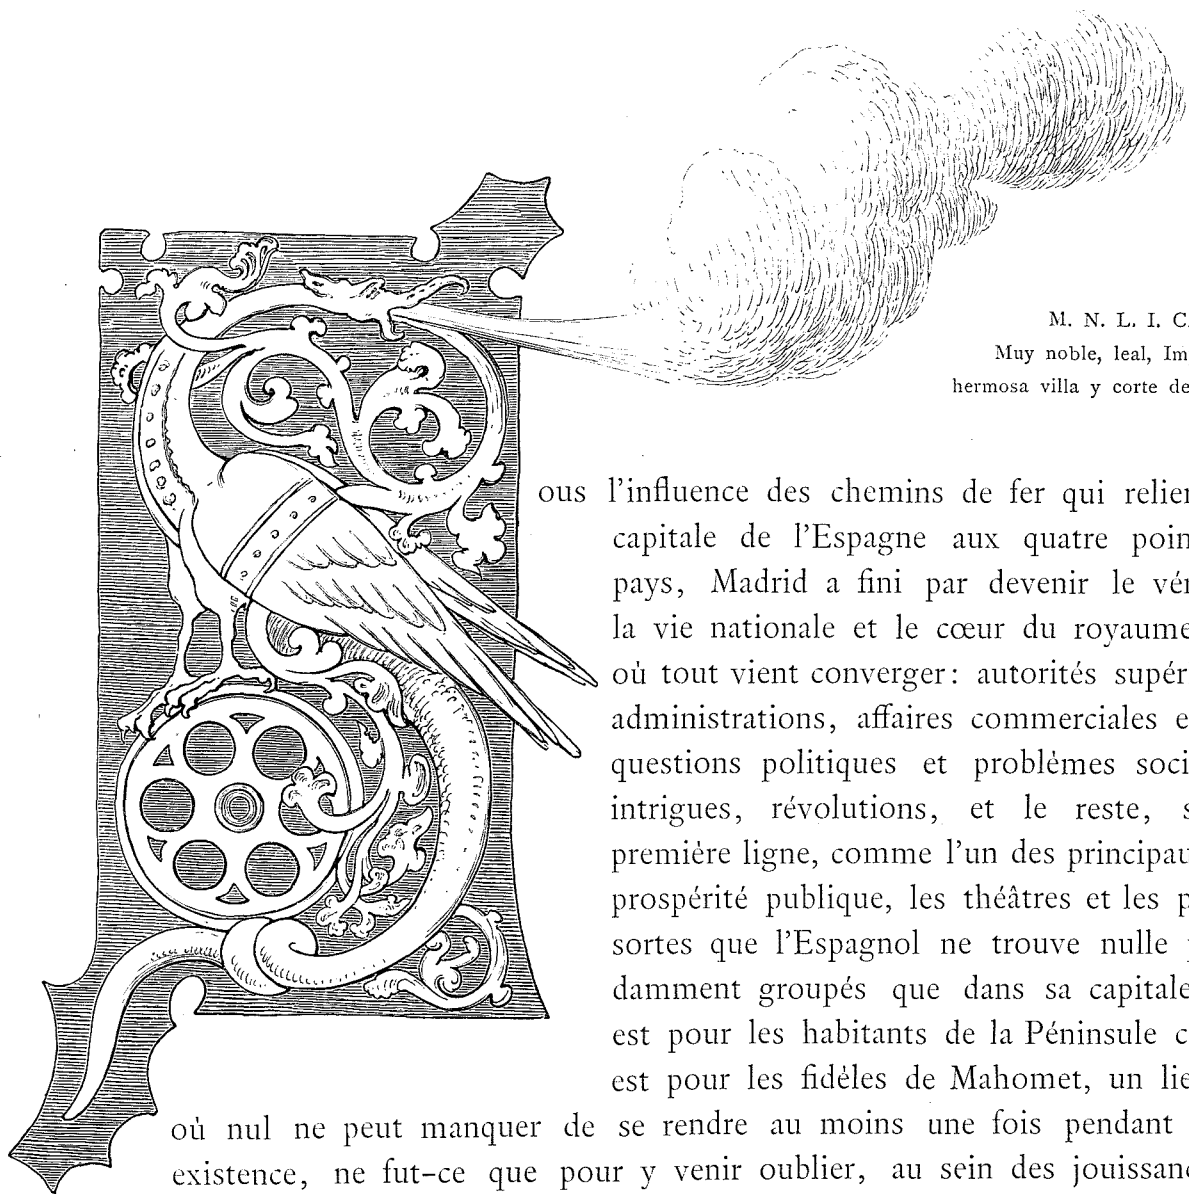 M. N. L. I. C.
Muy noble, leal, Im
hermosa villa y corte de
ous l'influence des chemins de fer qui relien
capitale de l'Espagne aux quatre poin
pays, Madrid a fini par devenir le vér
la vie nationale et le cœur du royaume
où tout vient converger: autorités supér
administrations, affaires commerciales e
questions politiques et problèmes soci
intrigues, révolutions, et le reste, s
première ligne, comme l'un des principau
prospérité publique, les théâtres et les p
sortes que l'Espagnol ne trouve nulle
damment groupés que dans sa capitale
est pour les habitants de la Péninsule c
est pour les fidèles de Mahomet, un lie
où nul ne peut manquer de se rendre au moins une fois pendant
existence, ne fut-ce que pour y venir oublier, au sein des jouissanc